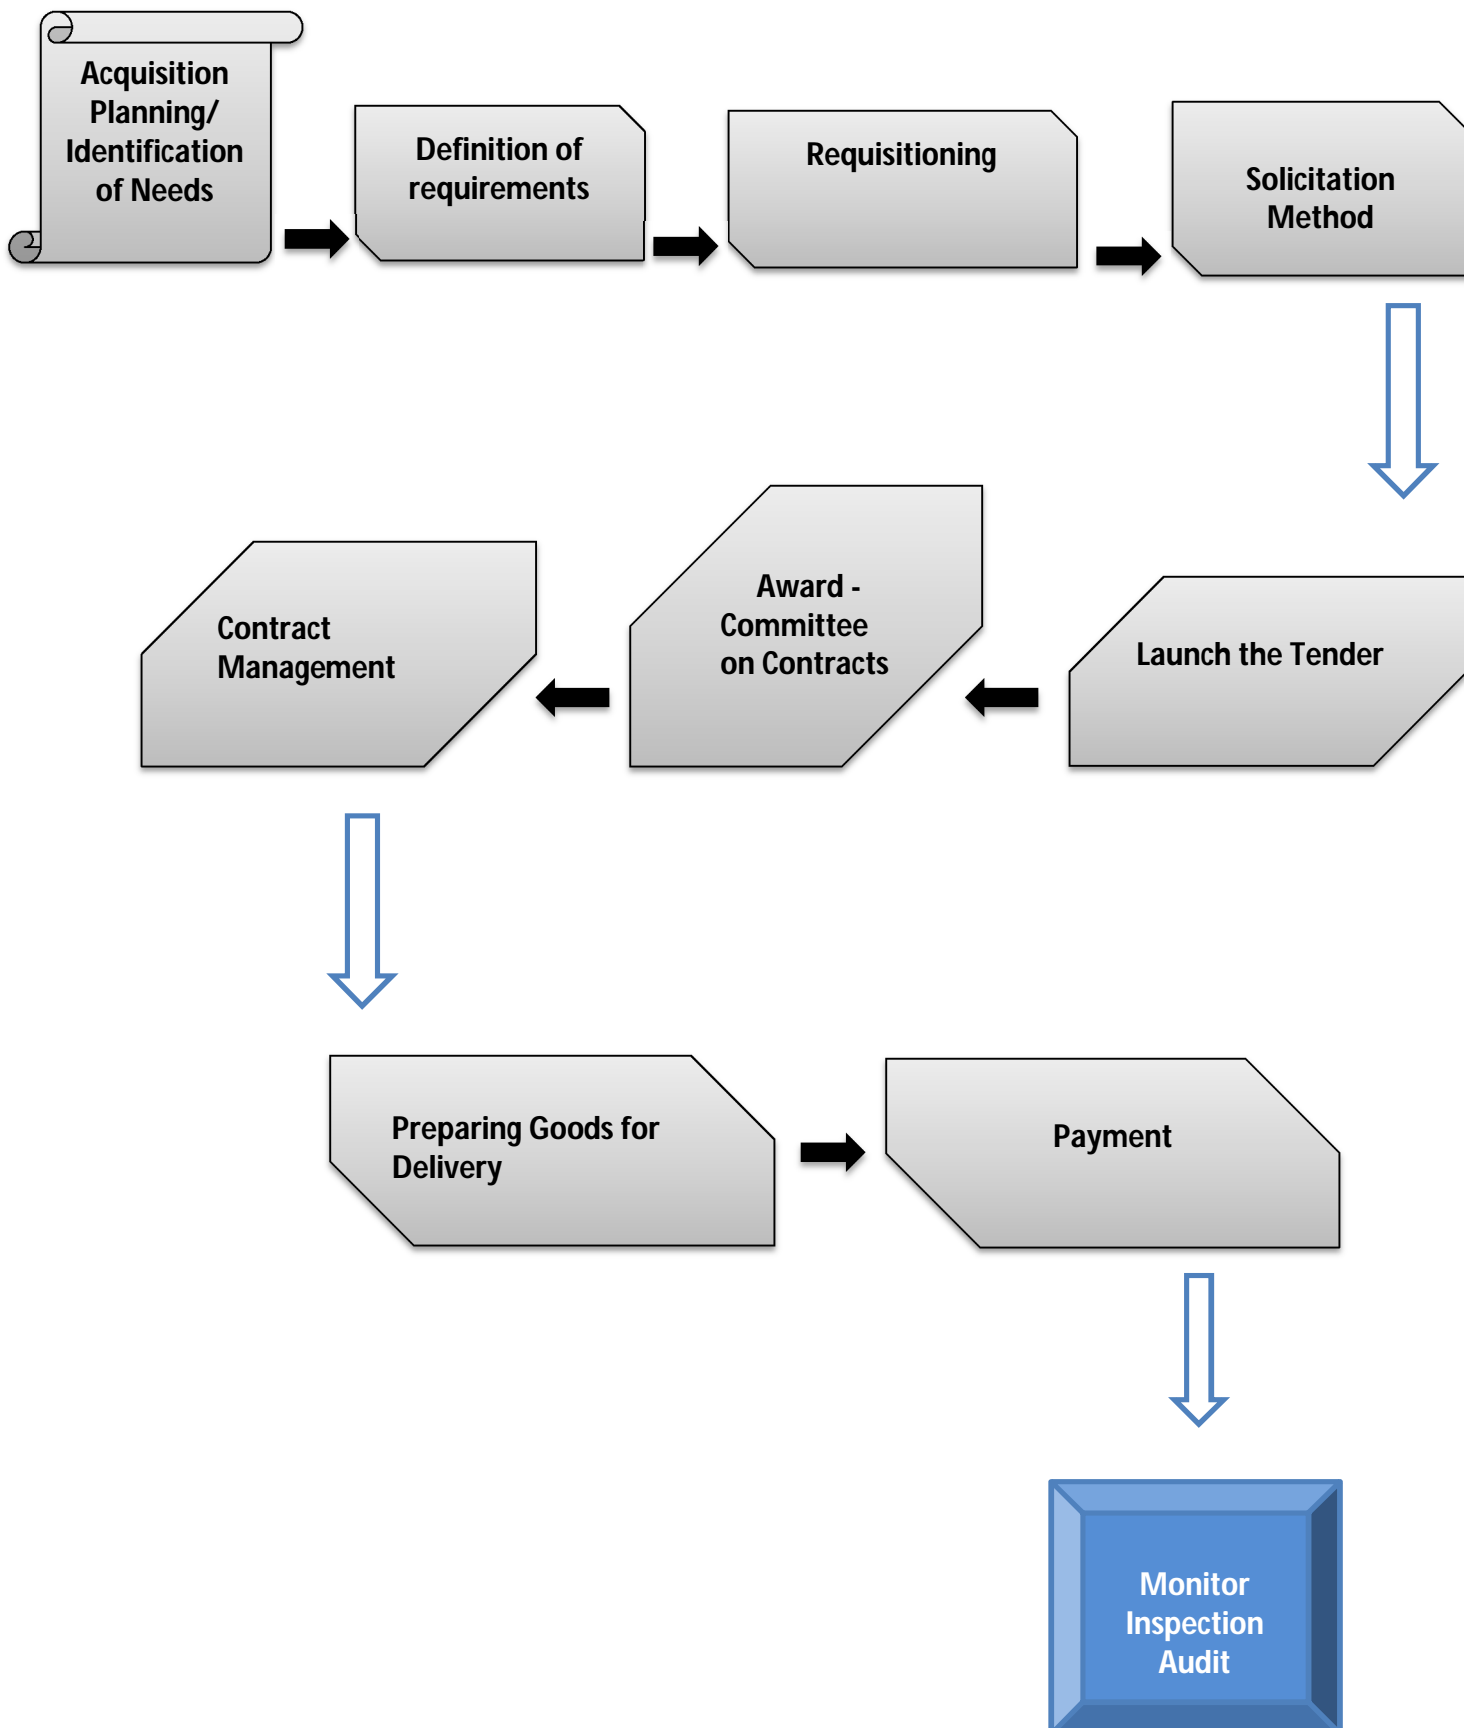 Acquisition
Planning/
Identification
of Needs
Definition of
requirements
Requisitioning
Solicitation
Method
Launch the Tender
Award -
Committee
on Contracts
Contract
Management
Preparing Goods for
Delivery
Payment
Monitor
Inspection
Audit